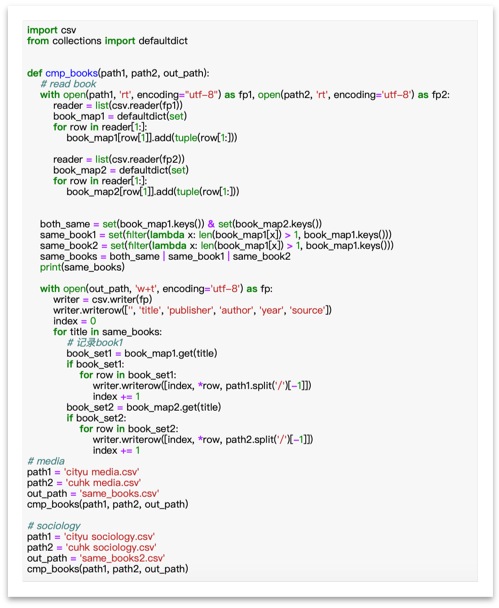 import csv
from collections import defaultdict
def cmp_books(path1, path2, out_path):
# read book
with open(path1, 'rt', encoding="utf-8") as fp1, open(path2, 'rt', encoding='utf-8') as fp2:
reader = list(csv.reader(fp1))
book_map1 = defaultdict(set)
for row in reader[1:]:
book_map1[row[1]].add(tuple(row[1:]))
reader = list(csv.reader(fp2))
book_map2 = defaultdict(set)
for row in reader[1:]:
book_map2[row[1]].add(tuple(row[1:]))
both_same = set(book_map1.keys()) & set(book_map2.keys())
same_book1 = set(filter(lambda x: len(book_map1[x]) > 1, book_map1.keys()))
same_book2 = set(filter(lambda x: len(book_map1[x]) > 1, book_map1.keys()))
same_books = both_same | same_book1 | same_book2
print(same_books)
with open(out_path, 'w+t', encoding='utf-8') as fp:
writer = csv.writer(fp)
writer.writerow(['', 'title', 'publisher', 'author', 'year', 'source'])
index = 0
for title in same_books:
# 记录book1
book_set1 = book_map1.get(title)
if book_set1:
for row in book_set1:
writer.writerow([index, *row, path1.split('/')[-1]])
index += 1
book_set2 = book_map2.get(title)
if book_set2:
for row in book_set2:
writer.writerow([index, *row, path2.split('/')[-1]])
index += 1
# media
path1 = 'cityu media.csv'
path2 = 'cuhk media.csv'
out_path = 'same_books.csv'
cmp_books(path1, path2, out_path)
# sociology
path1 = 'cityu sociology.csv'
path2 = 'cuhk sociology.csv'
out_path = 'same_books2.csv'
cmp_books(path1, path2, out_path)